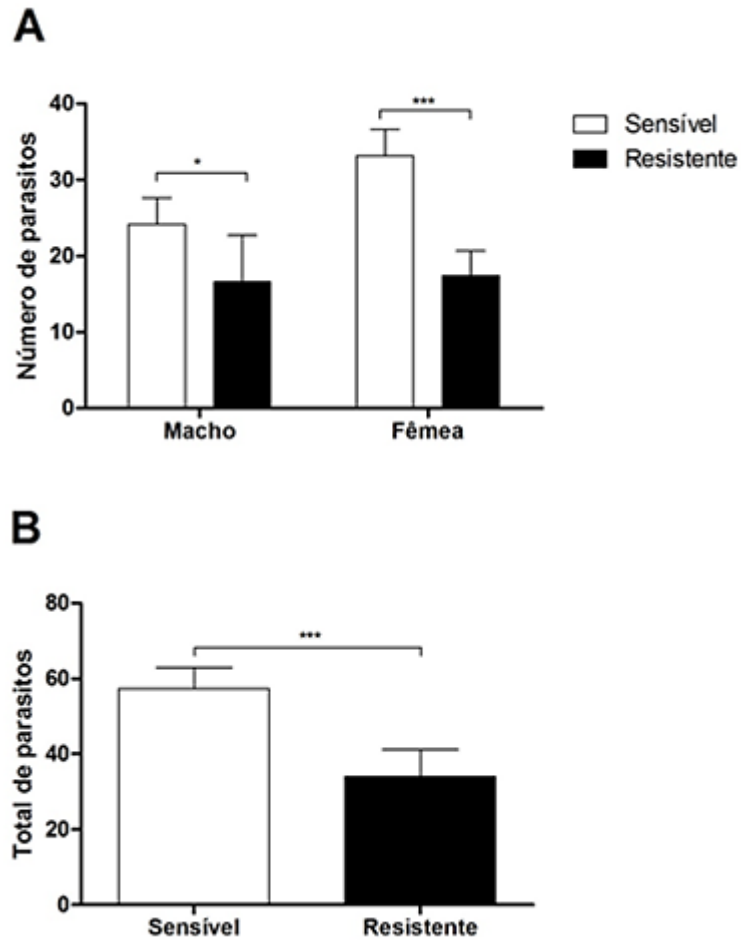 A
Número de parasitos
40
30
20
10
0
*
***
Macho
Fêmea
Sensível
Resistente
B
Total de parasitos
80
60
40
20
0
***
Sensível
Resistente